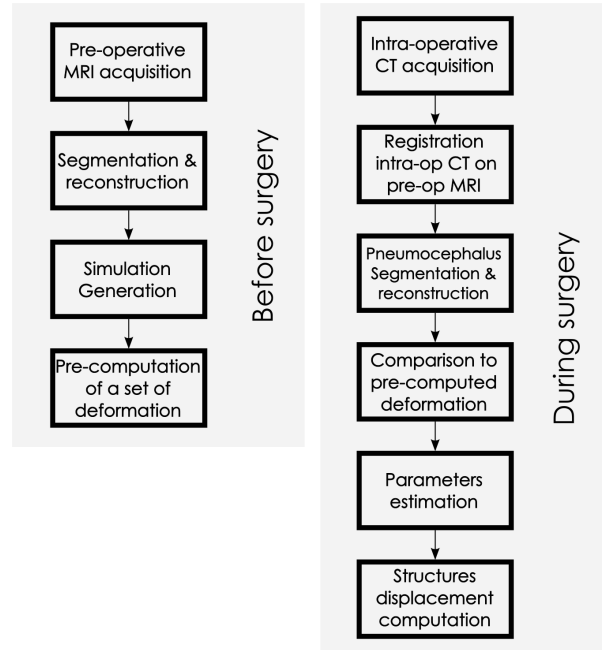 Pre-operative
MRI acquisition
Segmentation &
reconstruction
Simulation
Generation
Pre-computation
of a set of
deformation
Before surgery
Intra-operative
CT acquisition
Registration
intra-op CT on
pre-op MRI
Pneumocephalus
Segmentation &
reconstruction
Comparison to
pre-computed
deformation
Parameters
estimation
Structures
displacement
computation
During surgery